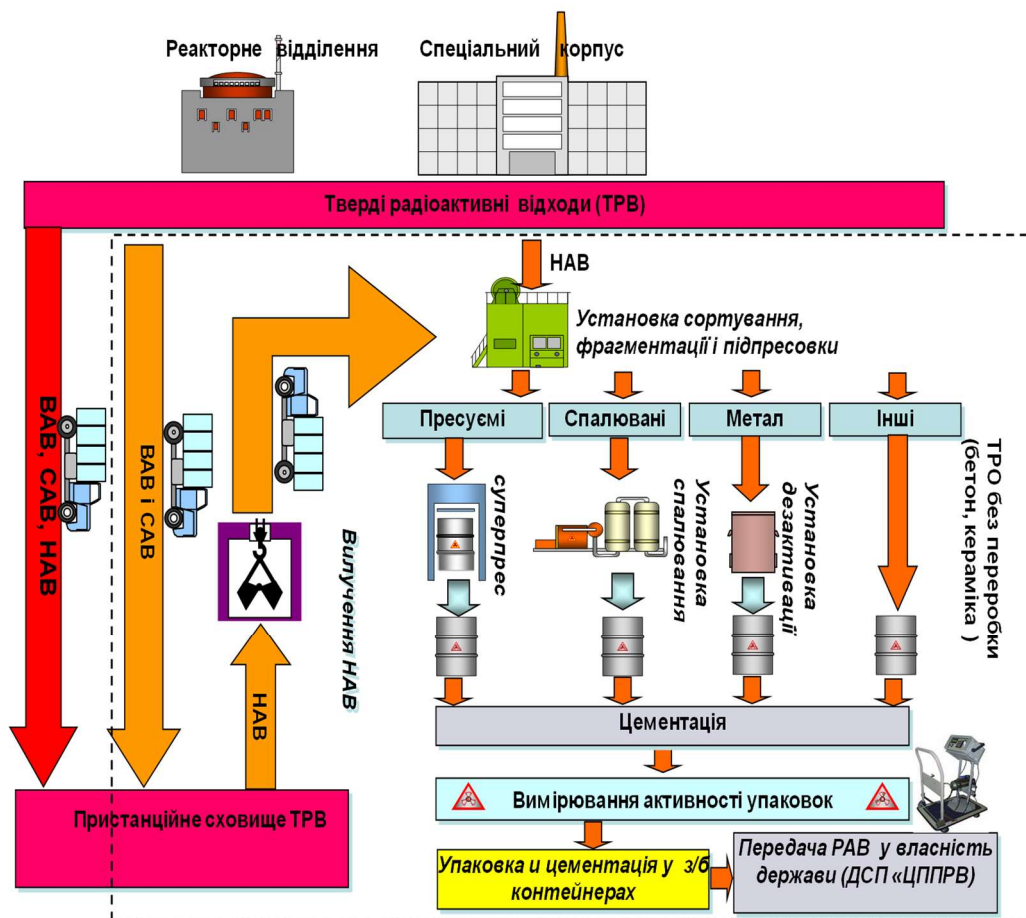 Реакторне відділення
Спеціальний корпус
Тверді радіоактивні відходи (ТРВ)
НАВ
Установка сортування,
фрагментації і підпресовки
ВАВ, САВ, НАВ
ВАВ і САВ
Вилучення НАВ
НАВ
Пресуємі
Спалювані
Метал
Інші
суперпрес
Установка
спалювання
Установка
дезактивації
ТРО без переробки
(бетон, кераміка )
Цементація
Вимірювання активності упаковок
Пристанційне сховище ТРВ
Упаковка и цементація у з/б
контейнерах
Передача РАВ у власність
держави (ДСП «ЦППРВ)